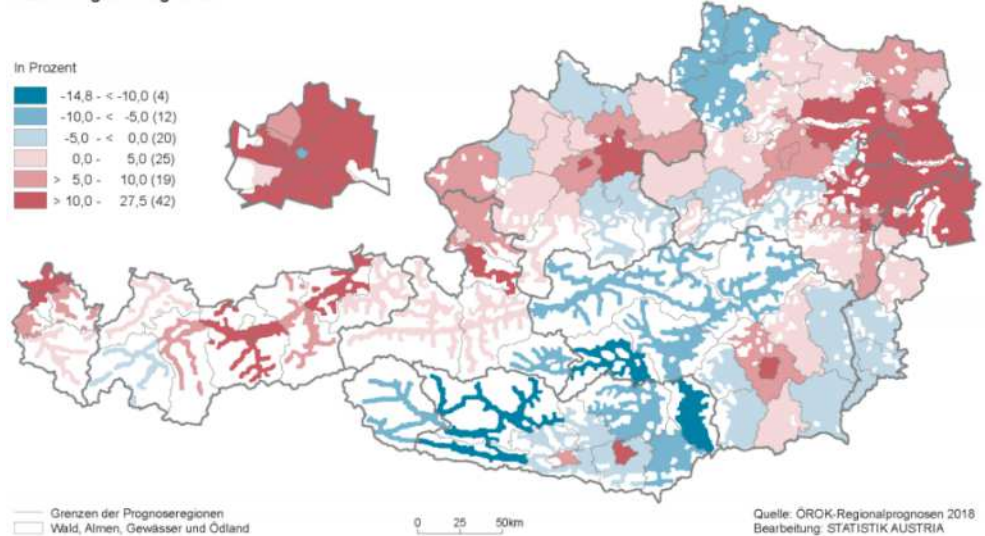 In Prozent
-14,8 - < -10,0 (4)
-10,0 - < -5,0 (12)
-5,0 - < 0,0 (20)
0,0 - 5,0 (25)
> 5,0 - 10,0 (19)
> 10,0 - 27,5 (42)
Grenzen der Prognoseregionen
Wald, Almen, Gewässer und Ödland
0 25 50km
Quelle: ÖROK-Regionalprognosen 2018
Bearbeitung: STATISTIK AUSTRIA